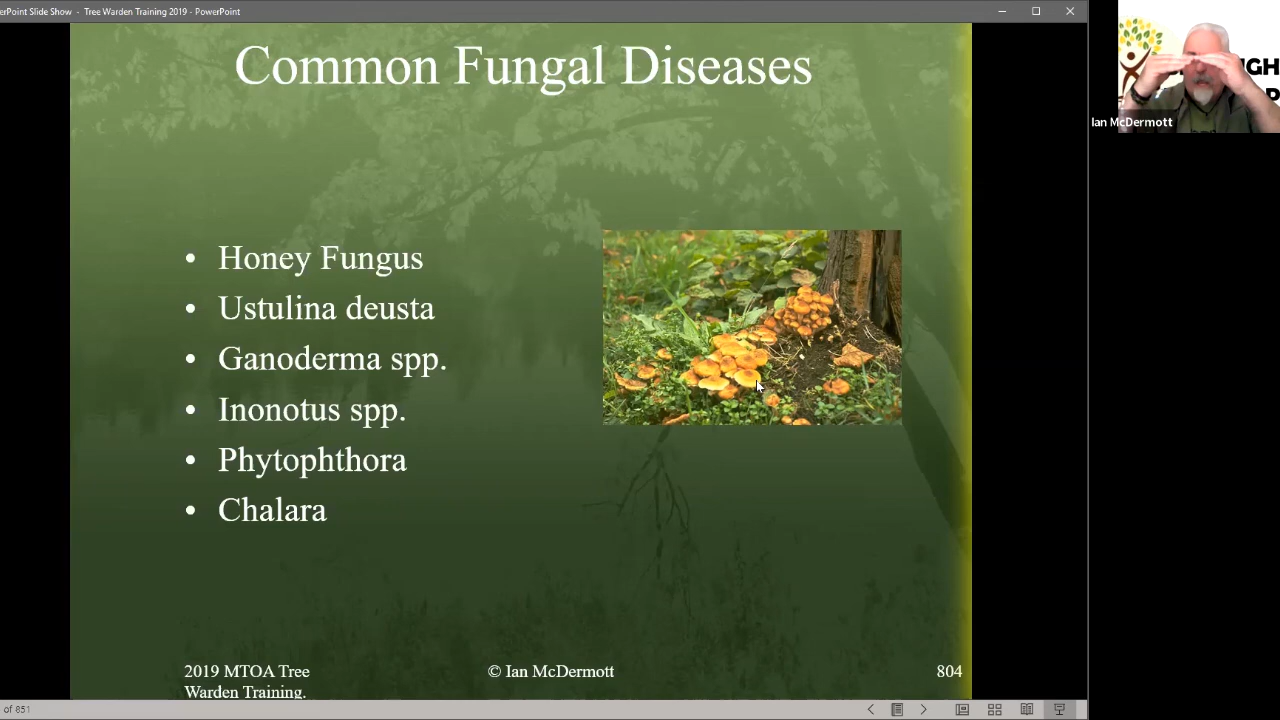 erPoint Slide Show - Tree Warden Training 2019 - PowerPoint
Common Fungal Diseases
Ian McDermott
• Honey Fungus
• Ustulina deusta
• Ganoderma spp.
• Inonotus spp.
• Phytophthora
• Chalara
2019 MTOA Tree
Warden Training.
© Ian McDermott
804
of 851